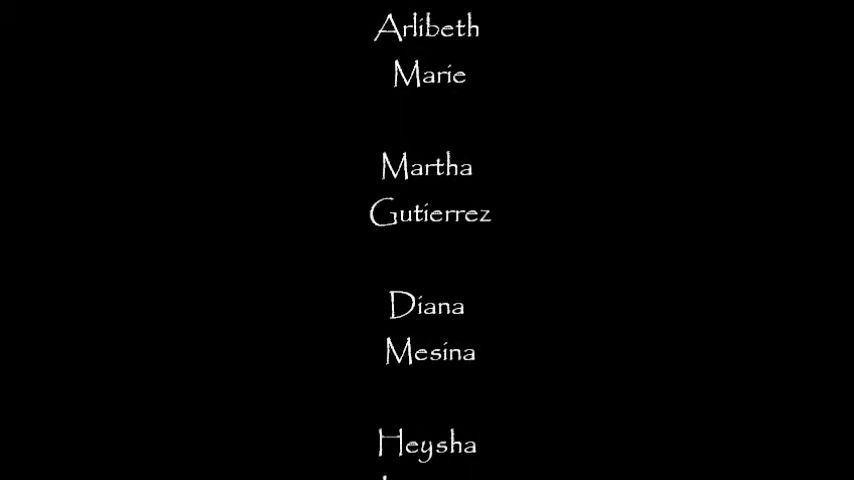 Arlibeth
Marie
Martha
Gutierrez
Diana
Mesina
Heysha